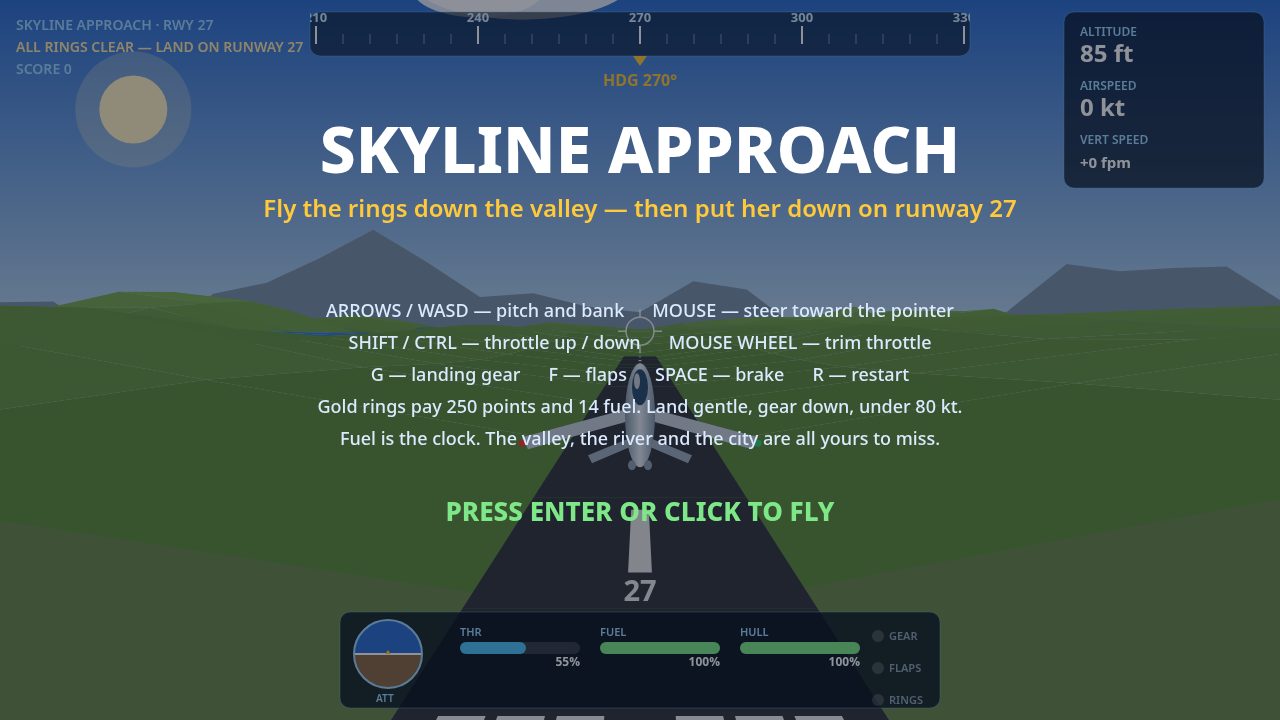 SKYLINE APPROACH · RWY 27
ALL RINGS CLEAR — LAND ON RUNWAY 27
SCORE 0
210 240 270 300 330
HDG 270°
ALTITUDE
85 ft
AIRSPEED
0 kt
VERT SPEED
+0 fpm
SKYLINE APPROACH
Fly the rings down the valley — then put her down on runway 27
ARROWS / WASD — pitch and bank MOUSE — steer toward the pointer
SHIFT / CTRL — throttle up / down MOUSE WHEEL — trim throttle
G — landing gear F — flaps SPACE — brake R — restart
Gold rings pay 250 points and 14 fuel. Land gentle, gear down, under 80 kt.
Fuel is the clock. The valley, the river and the city are all yours to miss.
PRESS ENTER OR CLICK TO FLY
27
THR FUEL HULL GEAR
55% 100% 100%
FLAPS
ATT RINGS